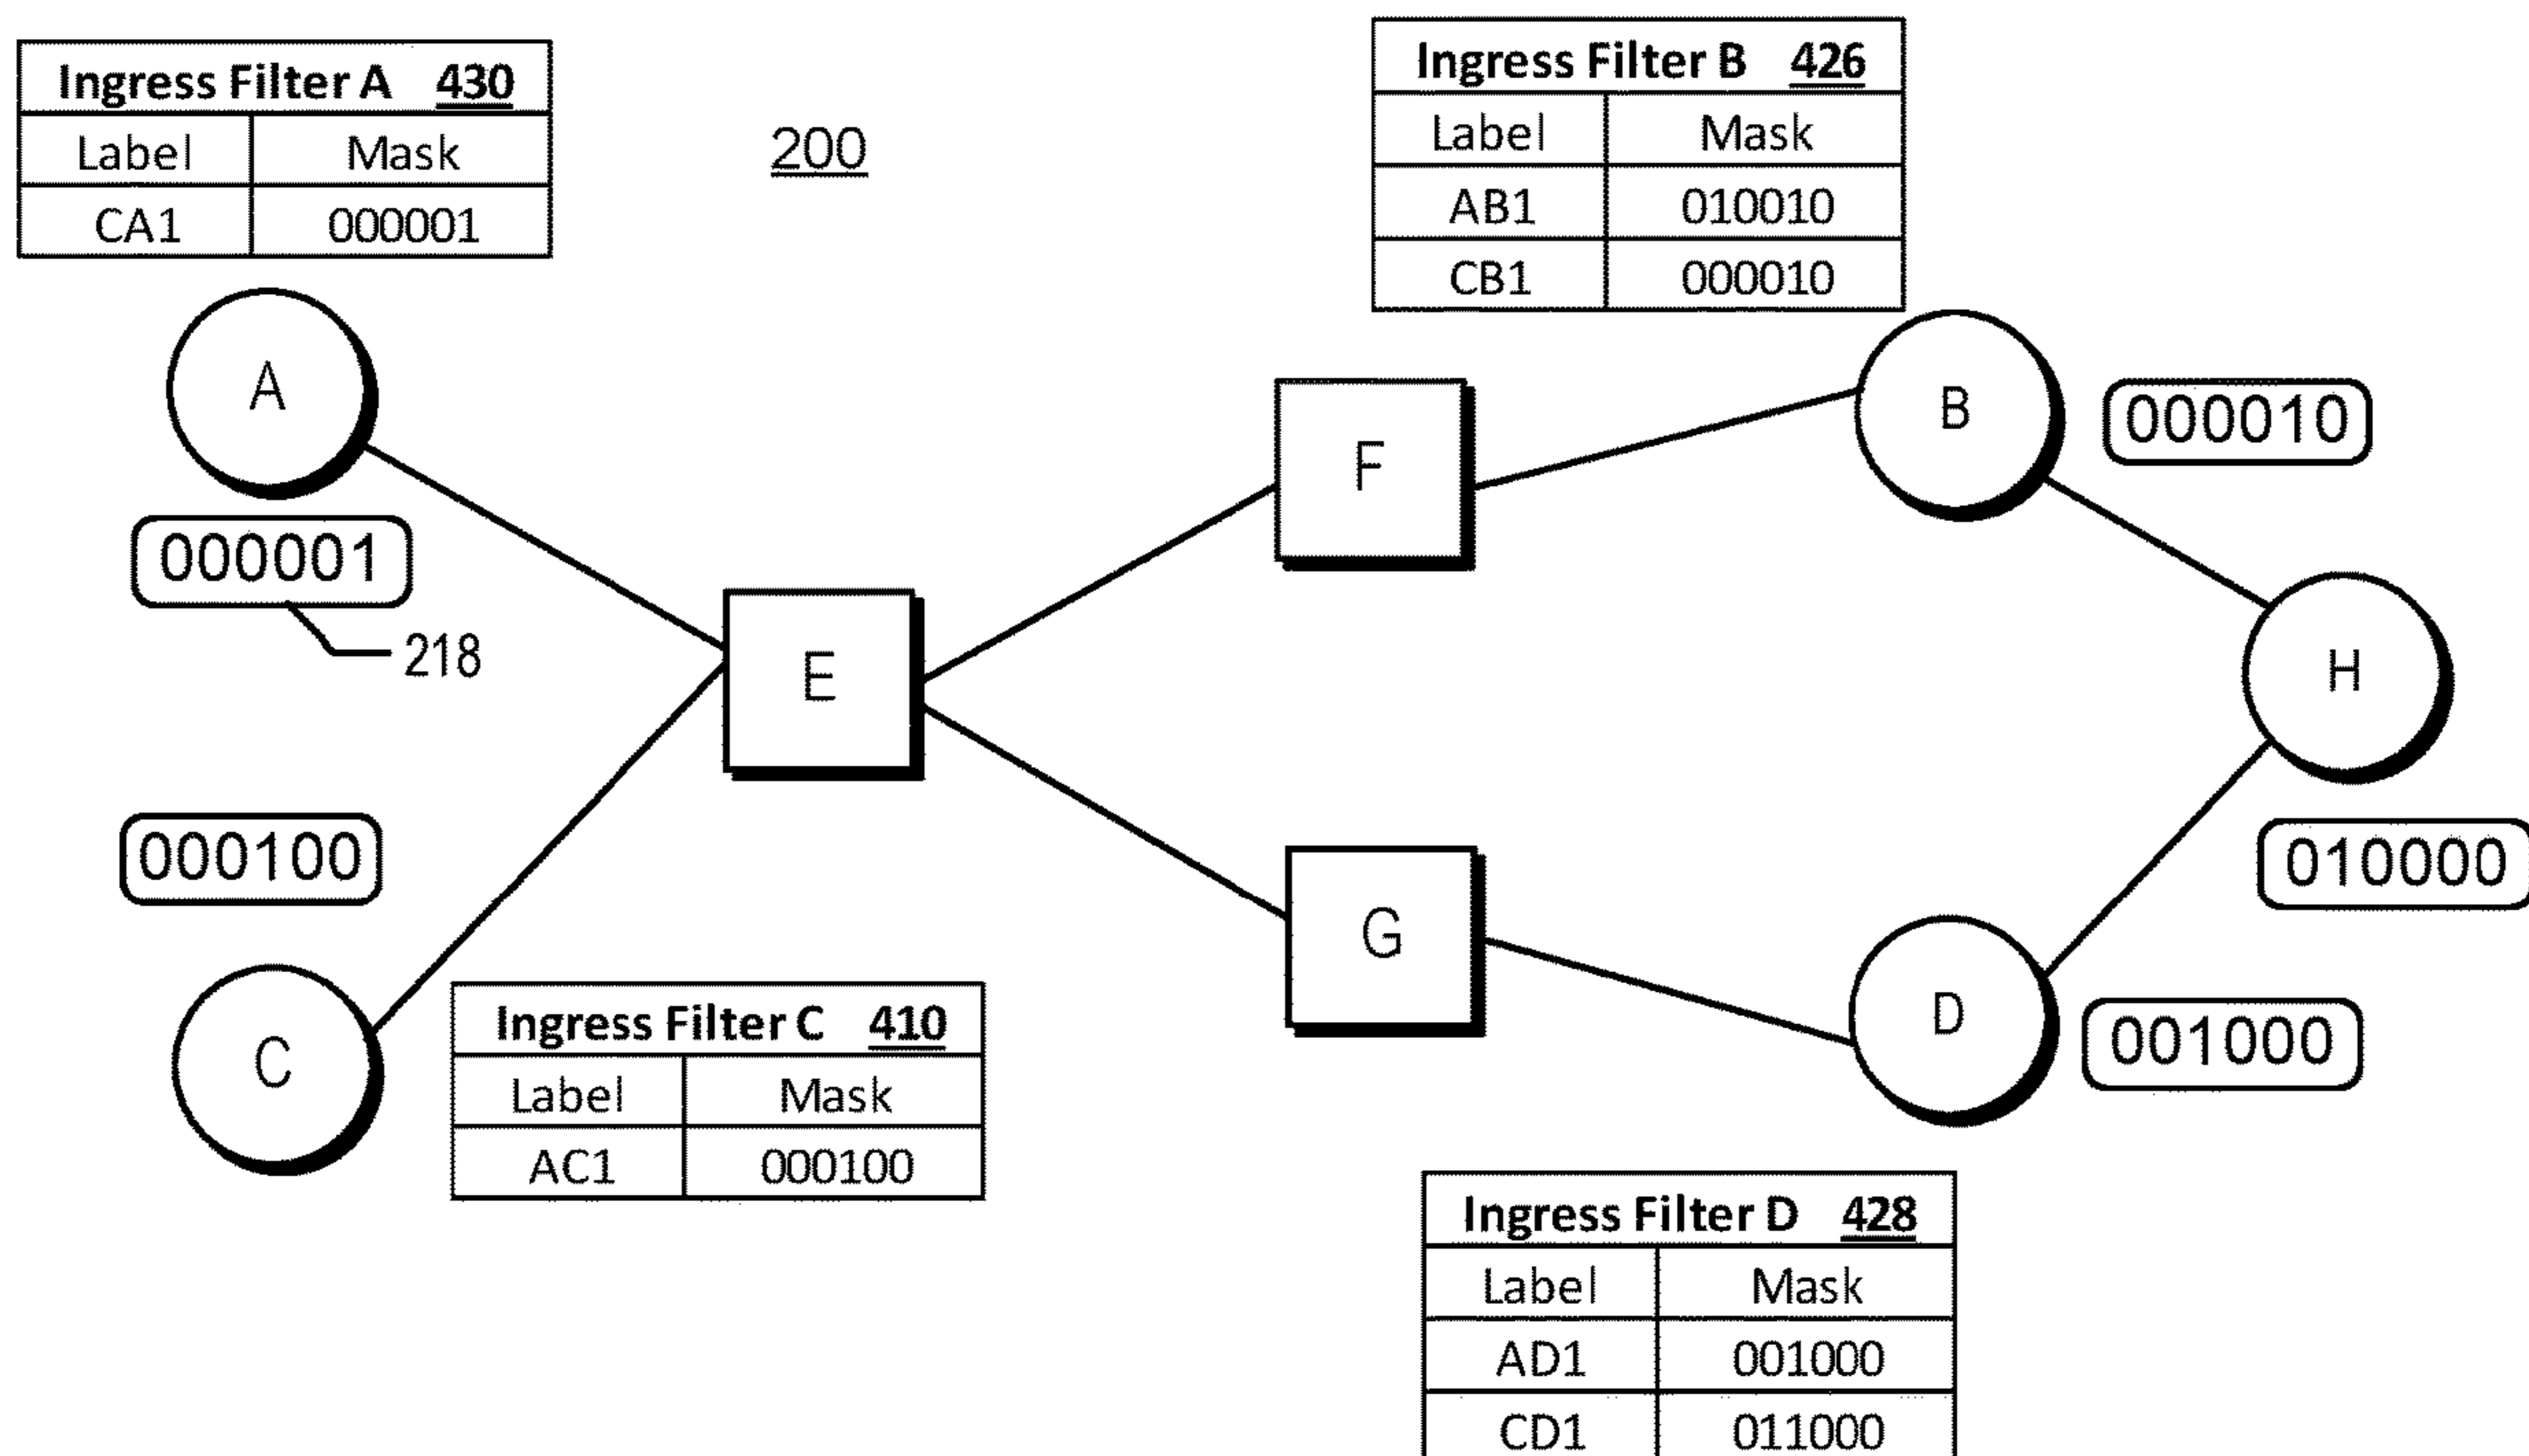 Ingress Filter A 430
Label Mask
CA1 000001
200
Ingress Filter B 426
Label Mask
AB1 010010
CB1 000010
A
000001
218
F
B
000010
E
H
010000
000100
C
Ingress Filter C 410
Label Mask
AC1 000100
G
D
001000
Ingress Filter D 428
Label Mask
AD1 001000
CD1 011000